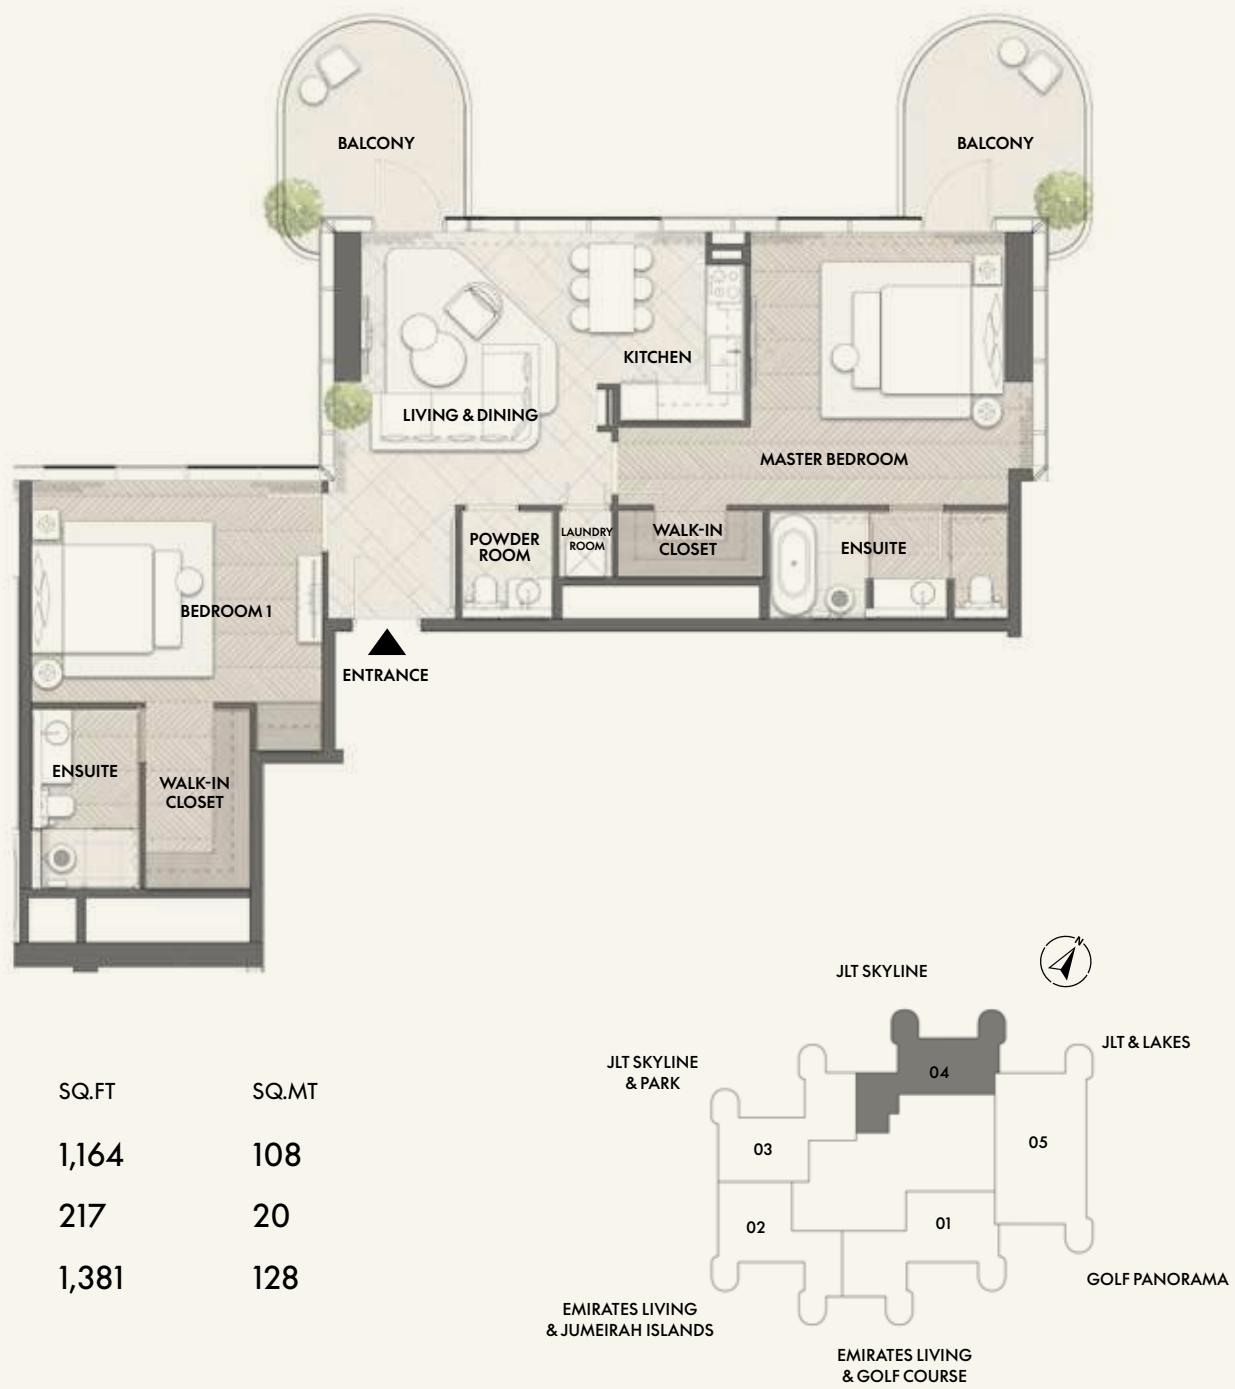 BALCONY
BALCONY
KITCHEN
LIVING & DINING
MASTER BEDROOM
POWDER
ROOM
LAUNDRY
ROOM
WALK-IN
CLOSET
ENSUITE
BEDROOM 1
ENTRANCE
ENSUITE
WALK-IN
CLOSET
N
JLT SKYLINE
JLT & LAKES
JLT SKYLINE
& PARK
04
03
05
02
01
GOLF PANORAMA
EMIRATES LIVING
& JUMEIRAH ISLANDS
EMIRATES LIVING
& GOLF COURSE
SQ.FT SQ.MT
1,164 108
217 20
1,381 128